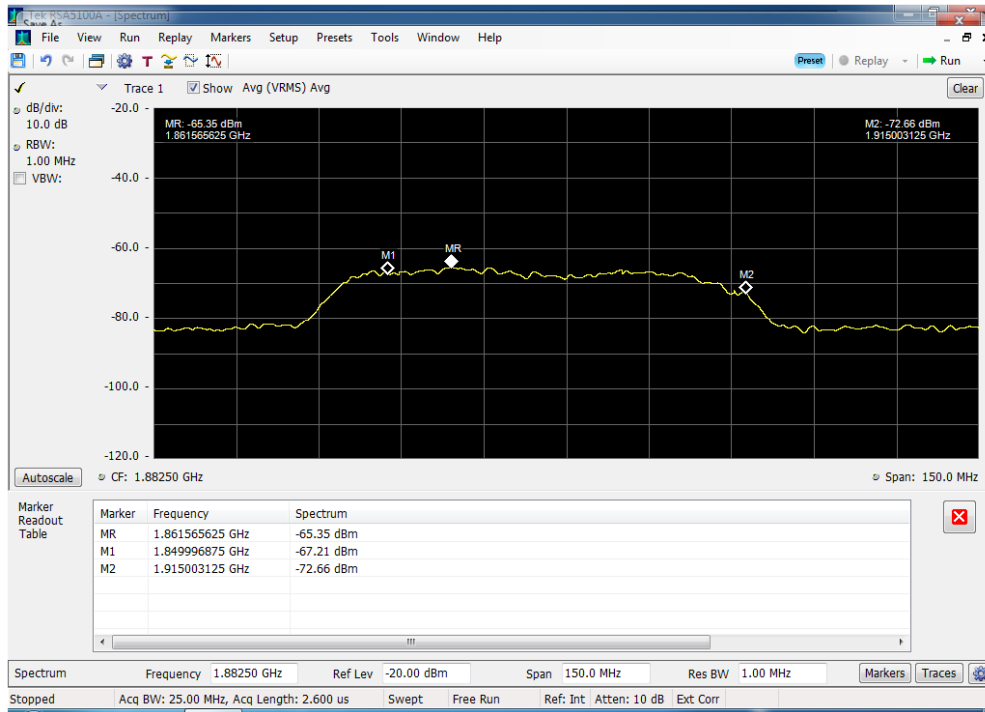 Tek RSA5100A - [Spectrum]
Save As
File View Run Replay Markers Setup Presets Tools Window Help
Preset Replay Run
Trace 1 Show Avg (VRMS) Avg Clear
dB/div:
10.0 dB
RBW:
1.00 MHz
VBW:
-20.0
-40.0
-60.0
-80.0
-100.0
-120.0
MR: -65.35 dBm
1.861565625 GHz
M2: -72.66 dBm
1.915003125 GHz
M1
MR
M2
Autoscale CF: 1.88250 GHz Span: 150.0 MHz
Marker
Readout
Table
Marker Frequency Spectrum
MR 1.861565625 GHz -65.35 dBm
M1 1.849996875 GHz -67.21 dBm
M2 1.915003125 GHz -72.66 dBm
Spectrum Frequency 1.88250 GHz Ref Lev -20.00 dBm Span 150.0 MHz Res BW 1.00 MHz Markers Traces
Stopped Acq BW: 25.00 MHz, Acq Length: 2.600 us Swept Free Run Ref: Int Atten: 10 dB Ext Corr